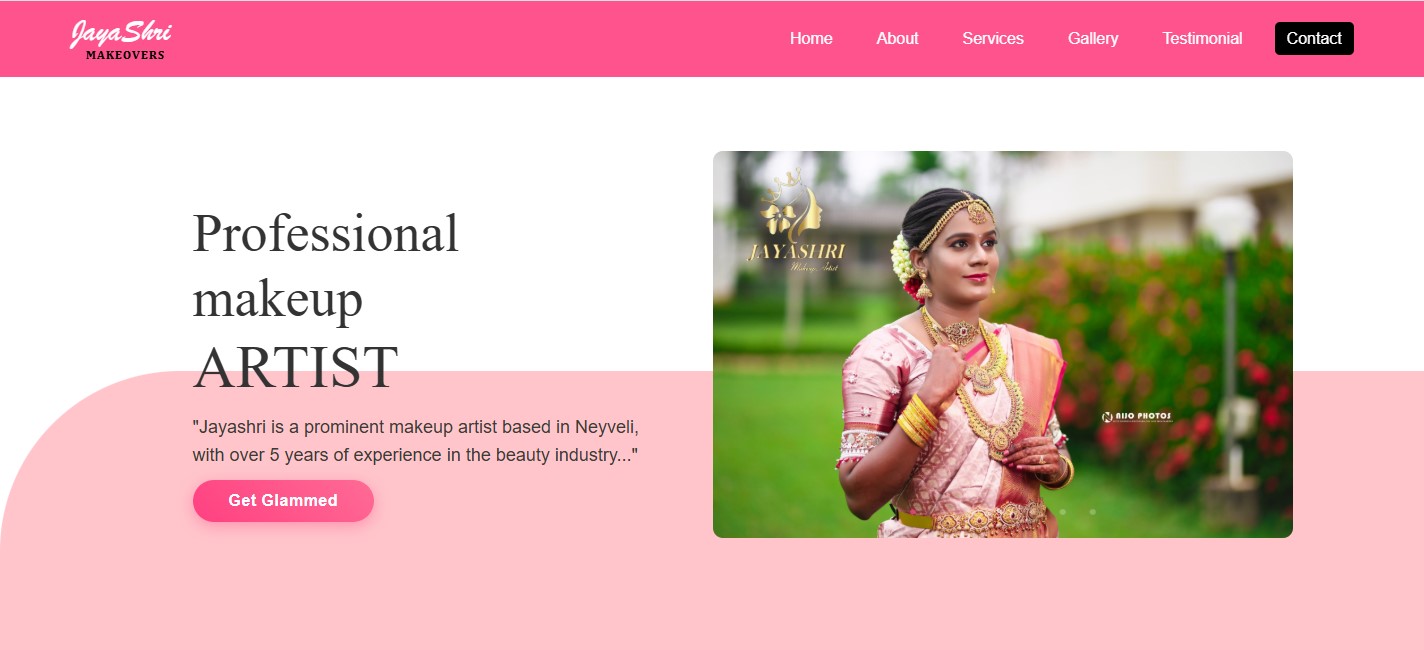 JayaShri
MAKEOVERS
Home
About
Services
Gallery
Testimonial
Contact
Professional
makeup
ARTIST
"Jayashri is a prominent makeup artist based in Neyveli,
with over 5 years of experience in the beauty industry..."
Get Glammed
JAYASHRI
Makeup Artist
NIJO PHOTOS